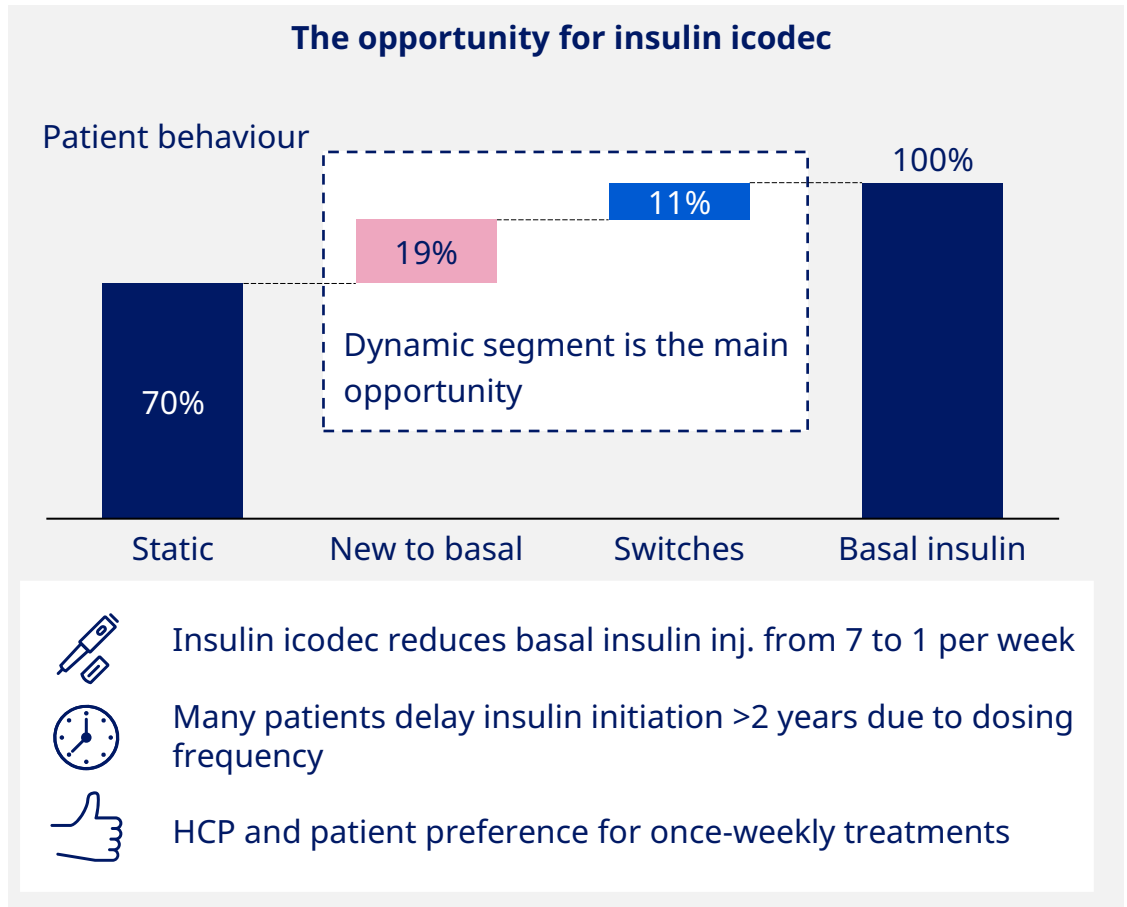 The opportunity for insulin icodec
Patient behaviour
100%
11%
19%
Dynamic segment is the main
opportunity
70%
Static
New to basal
Switches
Basal insulin
Insulin icodec reduces basal insulin inj. from 7 to 1 per week
Many patients delay insulin initiation >2 years due to dosing
frequency
HCP and patient preference for once-weekly treatments